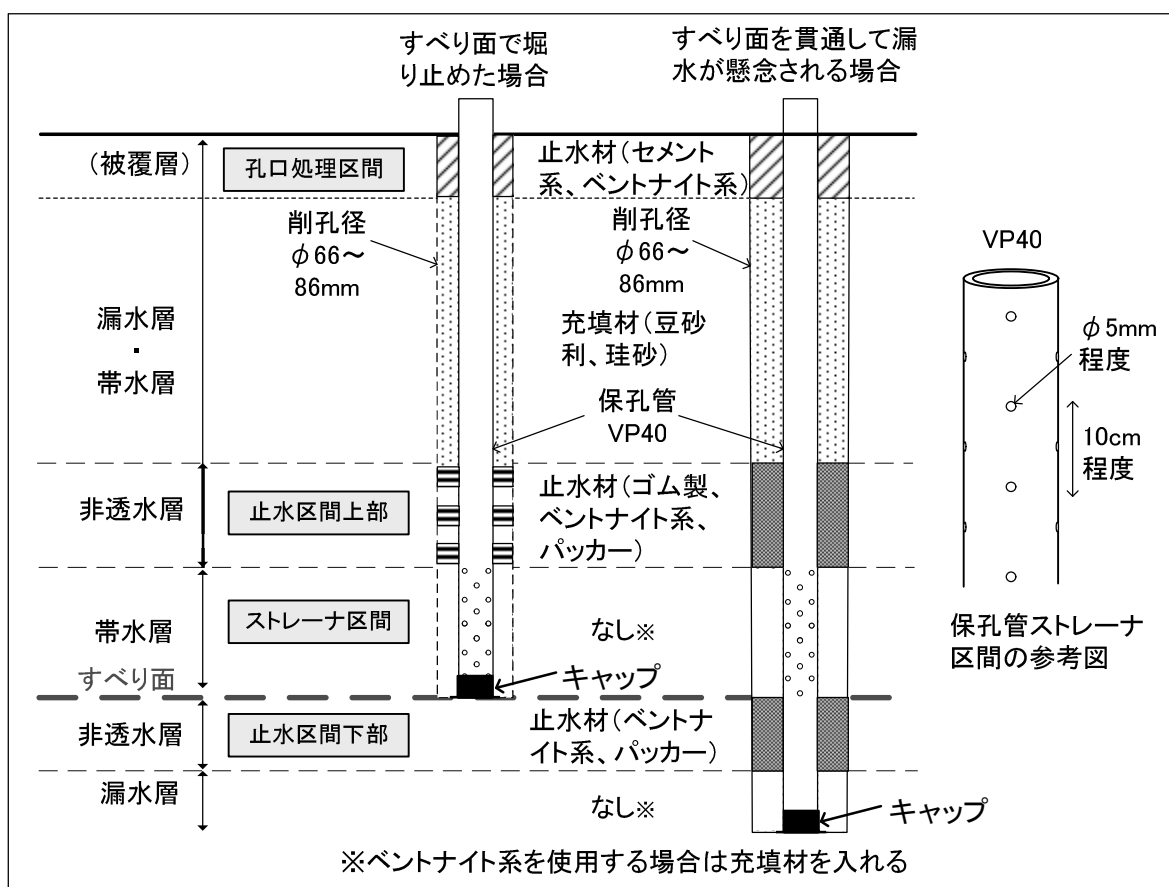 すべり面で堀
り止めた場合
すべり面を貫通して漏
水が懸念される場合
(被覆層)
孔口処理区間
止水材(セメント
系、ベントナイト系)
削孔径
φ66～
86mm
削孔径
φ66～
86mm
VP40
漏水層
・
帯水層
充填材(豆砂
利、珪砂)
φ5mm
程度
保孔管
VP40
10cm
程度
非透水層
止水区間上部
止水材(ゴム製、
ベントナイト系、
パッカー)
帯水層
ストレーナ区間
なし※
保孔管ストレーナ
区間の参考図
すべり面
キャップ
非透水層
止水区間下部
止水材(ベントナ
イト系、パッカー)
漏水層
なし※
キャップ
※ベントナイト系を使用する場合は充填材を入れる